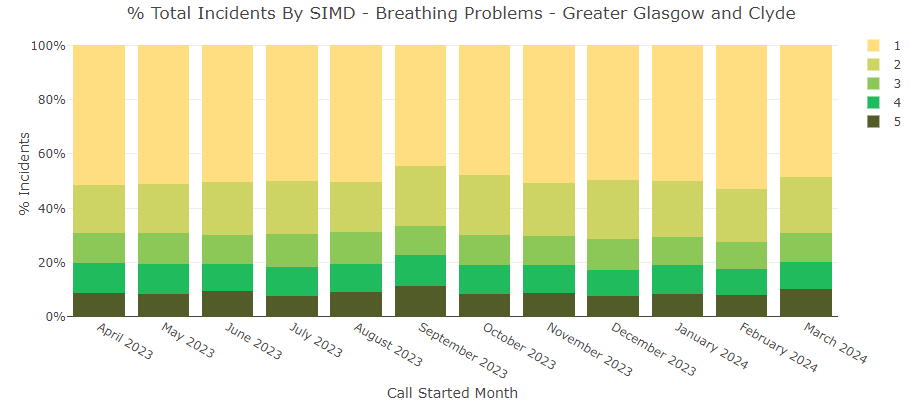 % Total Incidents By SIMD - Breathing Problems - Greater Glasgow and Clyde
100%
80%
60%
40%
20%
0%
% Incidents
April 2023
May 2023
June 2023
July 2023
August 2023
September 2023
October 2023
November 2023
December 2023
January 2024
February 2024
March 2024
Call Started Month
1
2
3
4
5